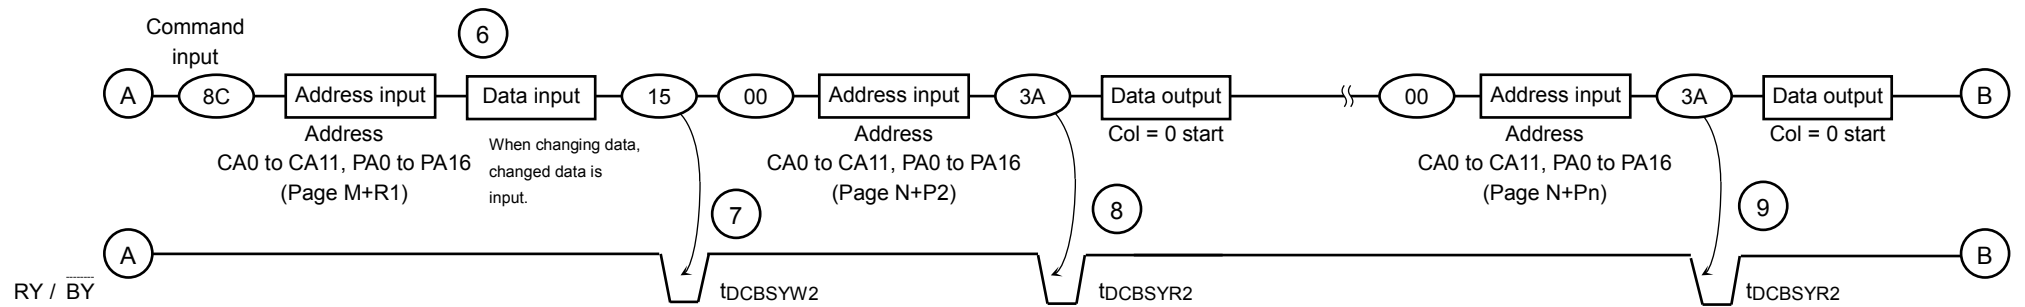 Command
input
6
A
8C
Address input
Data input
15
00
Address input
3A
Data output
00
Address input
3A
Data output
B
Address
CA0 to CA11, PA0 to PA16
(Page M+R1)
When changing data,
changed data is
input.
Address
CA0 to CA11, PA0 to PA16
(Page N+P2)
Col = 0 start
Address
CA0 to CA11, PA0 to PA16
(Page N+Pn)
Col = 0 start
7
8
9
A
B
RY / BY
tDCBSYW2
tDCBSYR2
tDCBSYR2